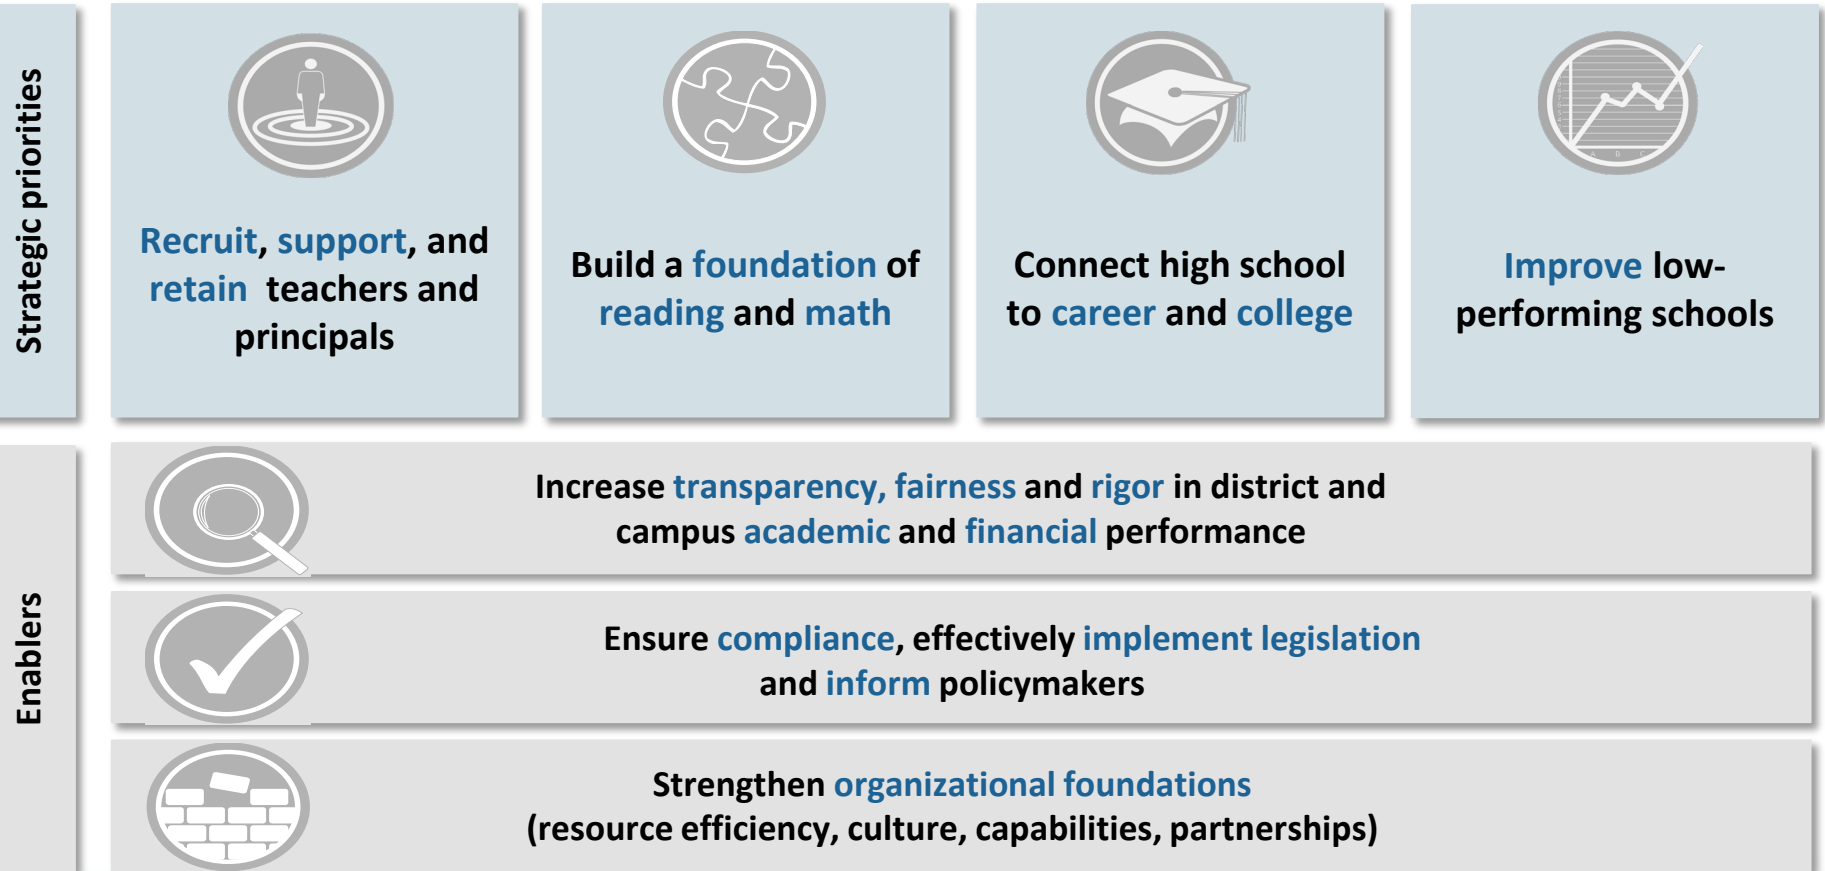 Strategic priorities
Recruit, support, and
retain teachers and
principals
Build a foundation of
reading and math
Connect high school
to career and college
Improve low-
performing schools
Enablers
Increase transparency, fairness and rigor in district and
campus academic and financial performance
Ensure compliance, effectively implement legislation
and inform policymakers
Strengthen organizational foundations
(resource efficiency, culture, capabilities, partnerships)
A B C